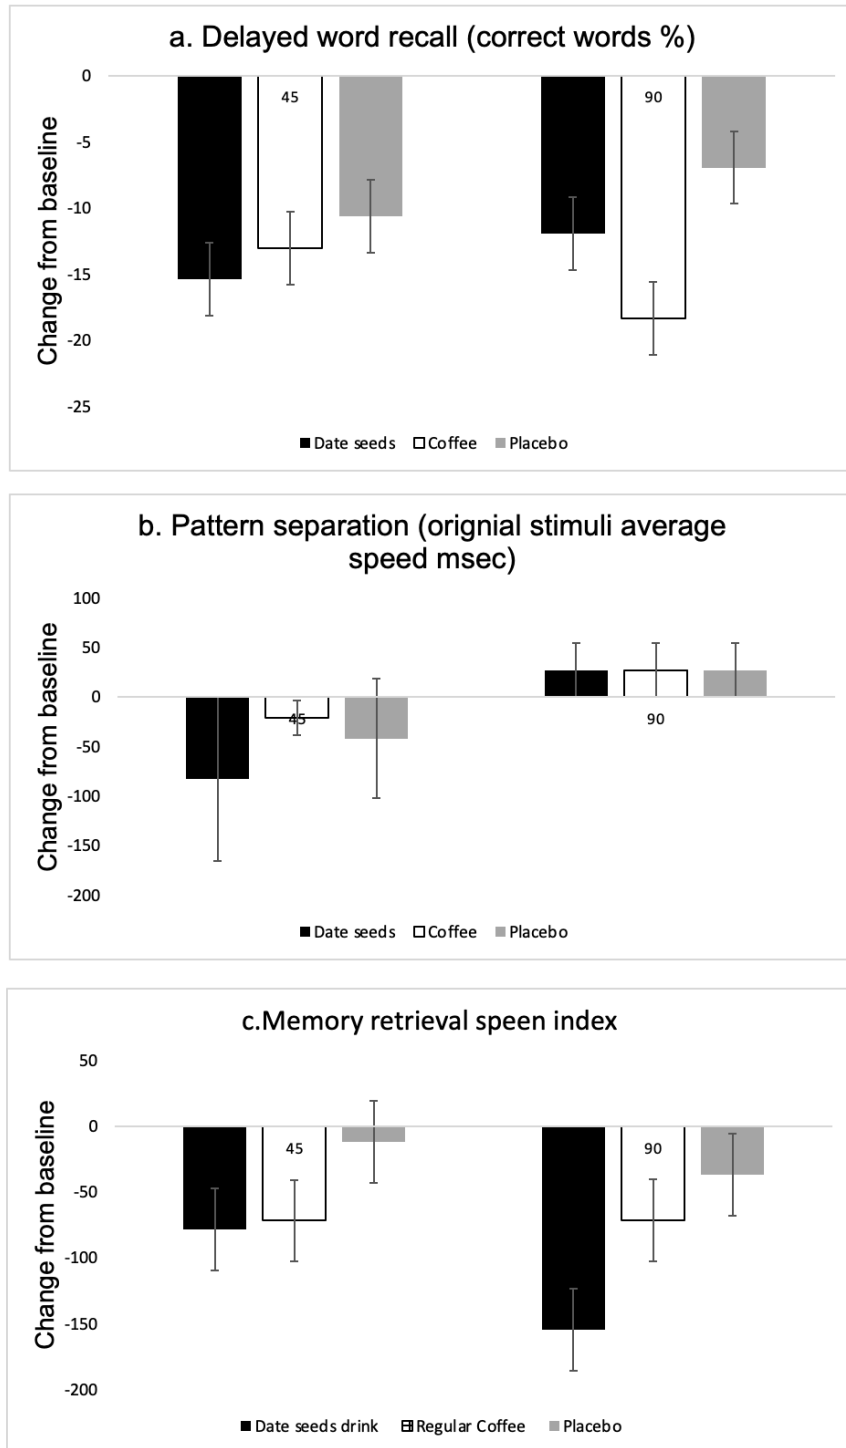 a. Delayed word recall (correct words %)
0
45
90
-5
-10
-15
-20
-25
Change from baseline
Date seeds Coffee Placebo
b. Pattern separation (orignial stimuli average
speed msec)
100
50
0
45
90
-50
-100
-150
-200
Change from baseline
Date seeds Coffee Placebo
c.Memory retrieval speen index
50
0
45
90
-50
-100
-150
-200
Change from baseline
Date seeds drink Regular Coffee Placebo